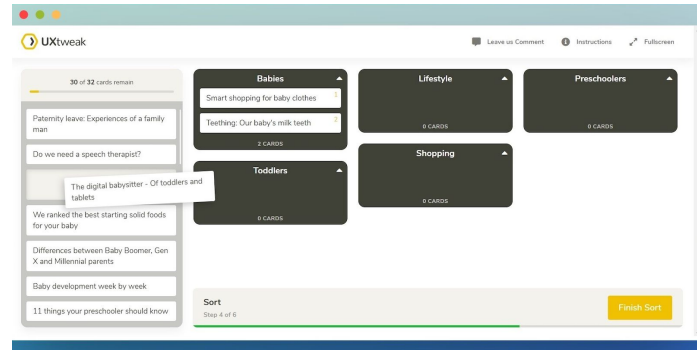 UXtweak
Leave us Comment
Instructions
Fullscreen
30 of 32 cards remain
Paternity leave: Experiences of a family
man
Do we need a speech therapist?
The digital babysitter - Of toddlers and
tablets
We ranked the best starting solid foods
for your baby
Differences between Baby Boomer, Gen
X and Millennial parents
Baby development week by week
11 things your preschooler should know
Babies
Smart shopping for baby clothes
1
Teething: Our baby's milk teeth
2
2 CARDS
Lifestyle
0 CARDS
Preschoolers
0 CARDS
Toddlers
0 CARDS
Shopping
0 CARDS
Sort
Step 4 of 6
Finish Sort